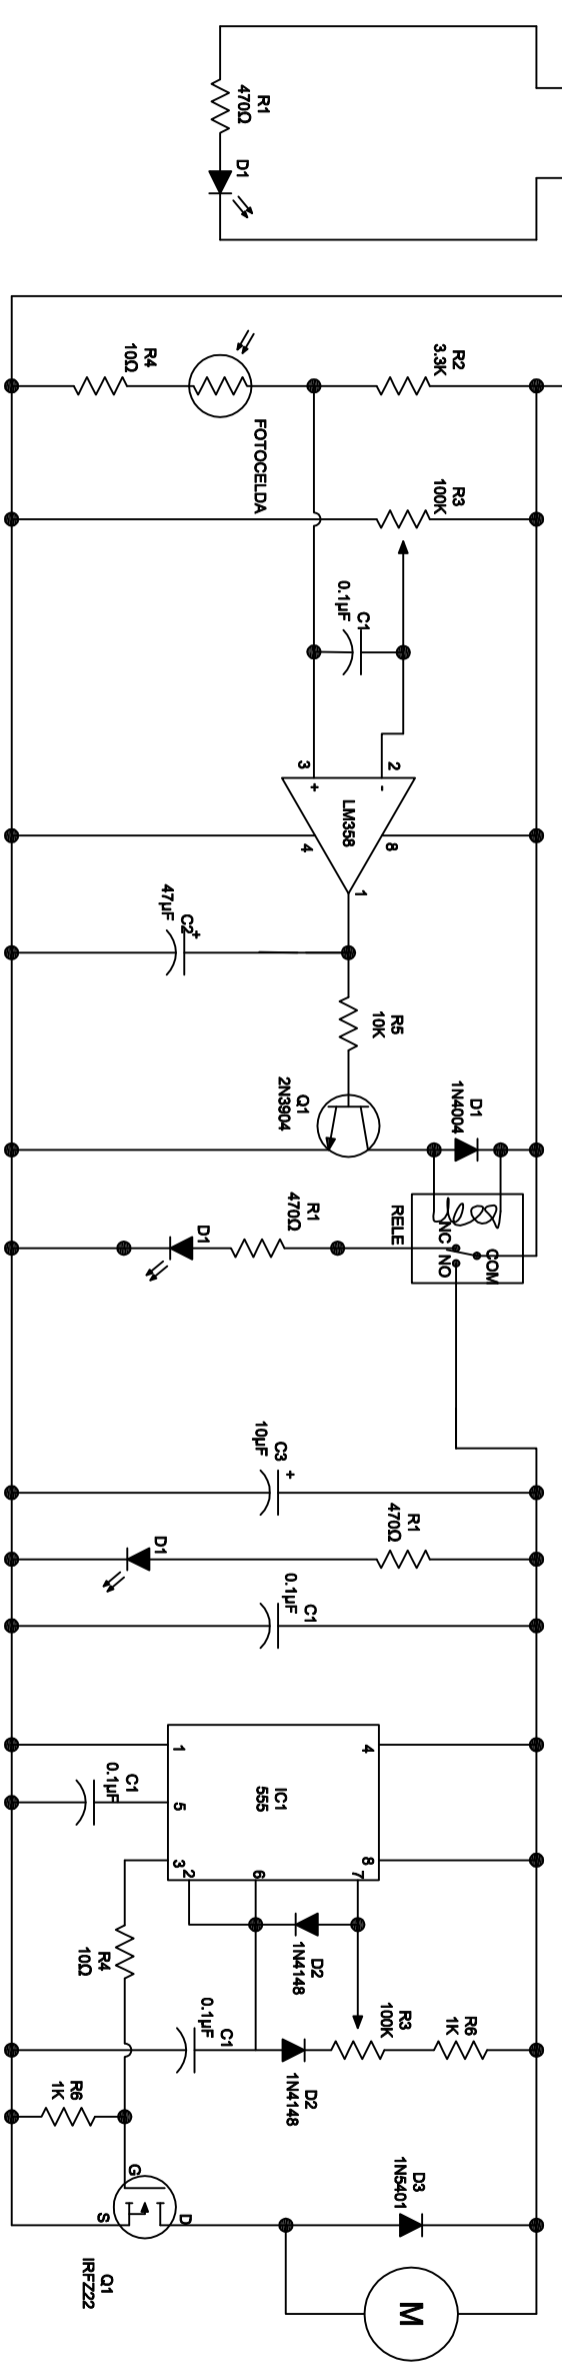 R1
470Ω
D1
R4
10Ω
FOTOCELDA
R2
3.3K
R3
100K
C1
0.1µF
3
2
+
-
LM358
4
8
1
C2
+
47µF
R5
10K
Q1
2N3904
D1
1N4004
RELE
NC
NO
COM
R1
470Ω
D1
C3
+
10µF
R1
470Ω
D1
C1
0.1µF
1
4
IC1
555
5
C1
0.1µF
3
2
6
7
8
D2
1N4148
R4
10Ω
C1
0.1µF
R3
100K
R6
1K
D2
1N4148
R6
1K
G
S
D
Q1
IRFZ22
D3
1N5401
M